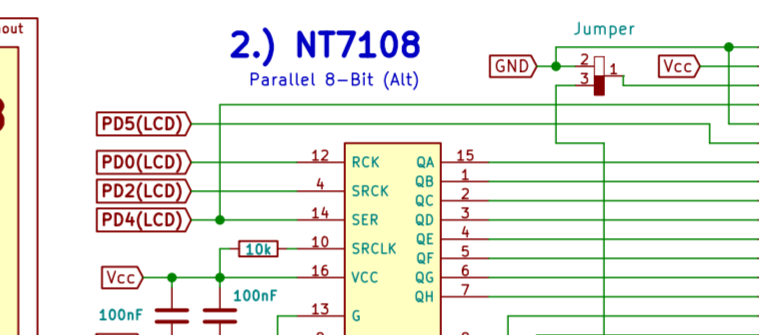 out
2.) NT7108
Parallel 8-Bit (Alt)
Jumper
GND
2
3
1
Vcc
PD5(LCD)
PD0(LCD)
12
RCK
QA
15
QB
1
PD2(LCD)
4
SRCK
QC
2
PD4(LCD)
14
SER
QD
3
QE
4
10k
10
SRCLK
QF
5
Vcc
16
VCC
QG
6
100nF
QH
7
100nF
13
G